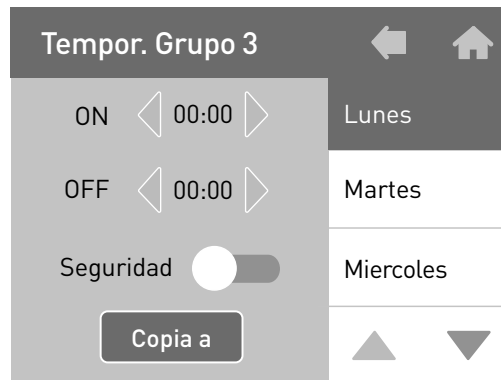 Tempor. Grupo 3
ON 00:00
OFF 00:00
Seguridad
Copia a
Lunes
Martes
Miercoles